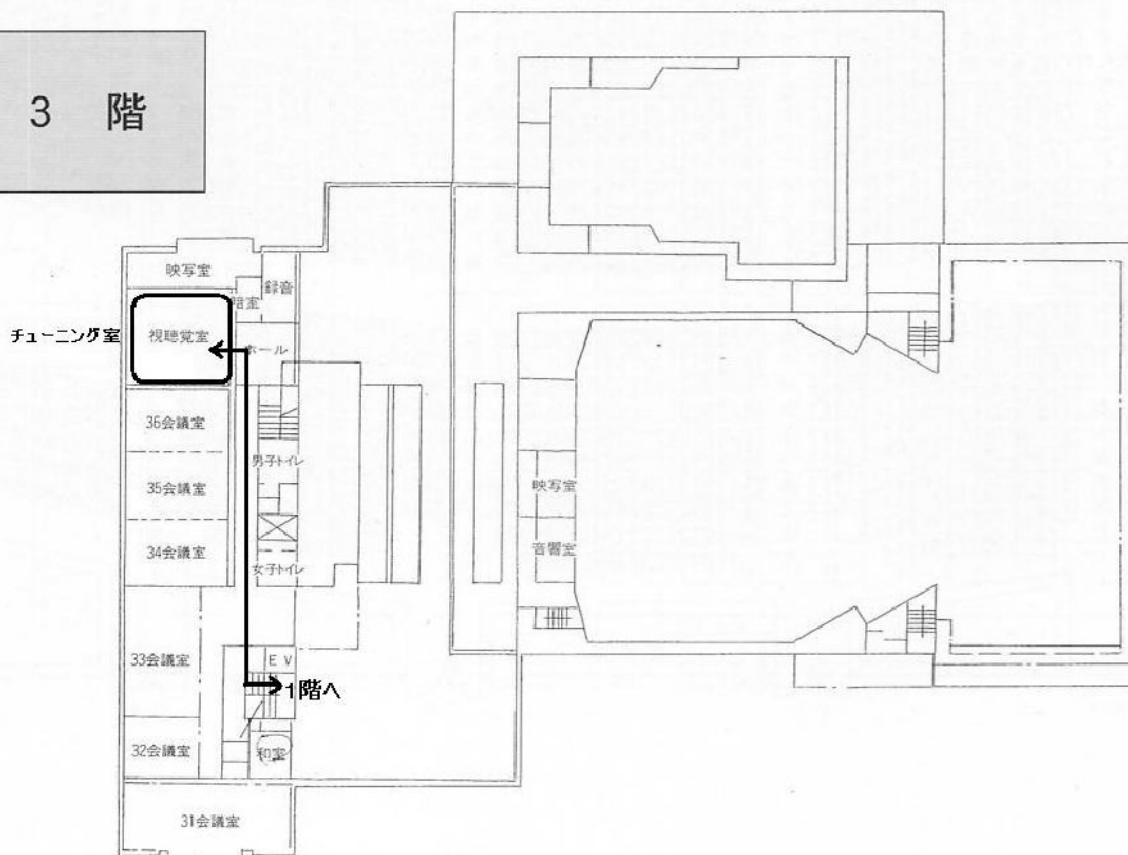 3 階
映写室
録音
暗室
チューニング室
視聴覚室
ホール
36会議室
男子トイレ
35会議室
映写室
34会議室
音響室
女子トイレ
33会議室
EV
1階へ
32会議室
和室
31会議室